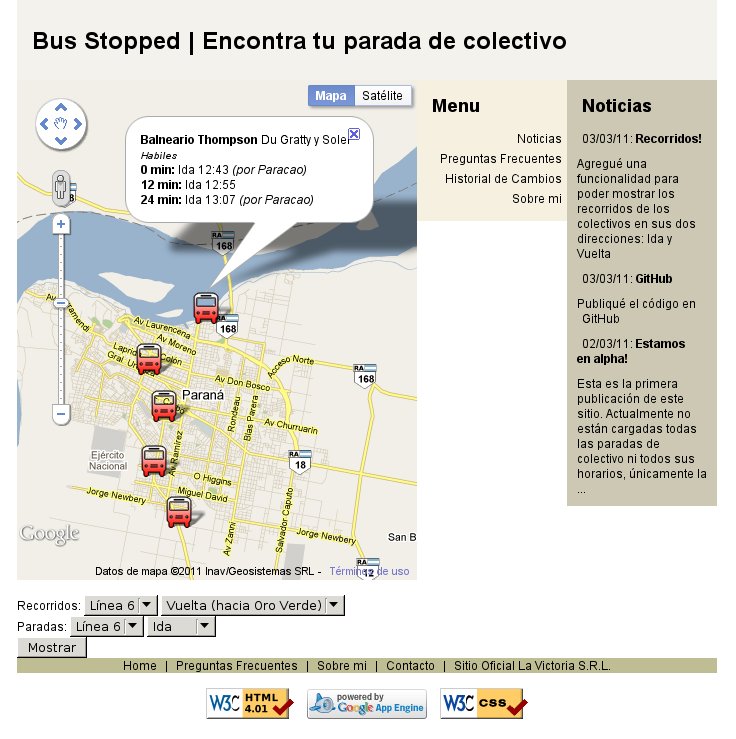 Bus Stopped | Encontra tu parada de colectivo
Mapa Satélite
Balneario Thompson Du Gratty y Soler
Habiles
0 min: Ida 12:43 (por Paracao)
12 min: Ida 12:55
24 min: Ida 13:07 (por Paracao)
RA
168
RA
168
Av Laurencena
Av Moreno
Acceso Norte
RA
168
Av Don Bosco
Paraná
Rondeau
Blas Parera
Av Churruarín
Av Ramírez
Ejército
Nacional
RA
18
O Higgins
Miguel David
Jorge Newbery
Av Zanni
Salvador Caputo
Jorge Newbery
San B
Google
RA
12
Datos de mapa ©2011 Inav/Geosistemas SRL - Términos de uso
Menu
Noticias
Preguntas Frecuentes
Historial de Cambios
Sobre mi
Noticias
03/03/11: Recorridos!
Agregué una
funcionalidad para
poder mostrar los
recorridos de los
colectivos en sus dos
direcciones: Ida y
Vuelta
03/03/11: GitHub
Publiqué el código en
GitHub
02/03/11: Estamos
en alpha!
Esta es la primera
publicación de este
sitio. Actualmente no
están cargadas todas
las paradas de
colectivo ni todos sus
horarios, únicamente la
...
Recorridos: Línea 6 Vuelta (hacia Oro Verde)
Paradas: Línea 6 Ida
Mostrar
Home | Preguntas Frecuentes | Sobre mi | Contacto | Sitio Oficial La Victoria S.R.L.
W3C HTML 4.01
powered by
Google App Engine
W3C css